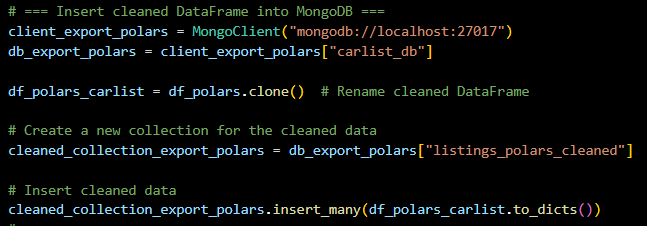 # === Insert cleaned DataFrame into MongoDB ===
client_export_polars = MongoClient("mongodb://localhost:27017")
db_export_polars = client_export_polars["carlist_db"]
df_polars_carlist = df_polars.clone()  # Rename cleaned DataFrame
# Create a new collection for the cleaned data
cleaned_collection_export_polars = db_export_polars["listings_polars_cleaned"]
# Insert cleaned data
cleaned_collection_export_polars.insert_many(df_polars_carlist.to_dicts())